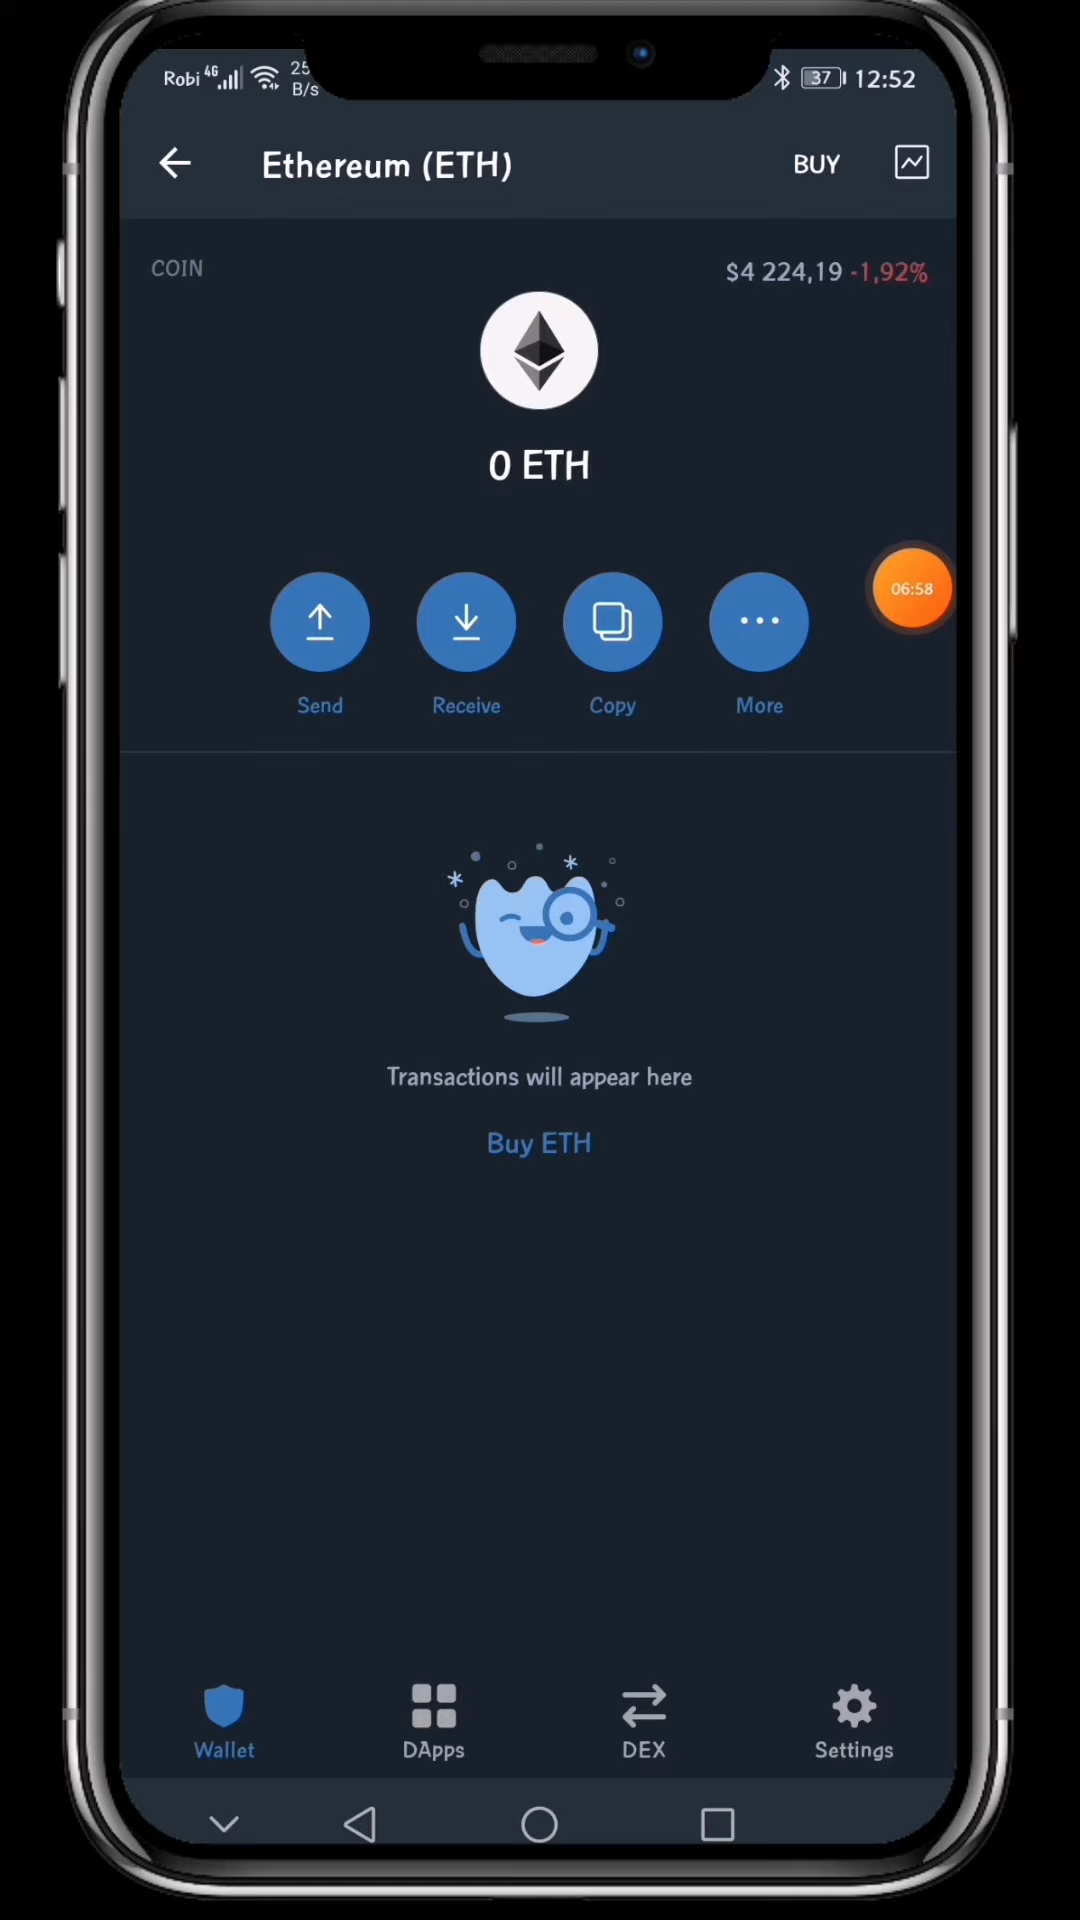 Robi 4G 25 B/s 37 12:52
Ethereum (ETH) BUY
COIN $4 224,19 -1,92%
0 ETH
06:58
Send Receive Copy More
Transactions will appear here
Buy ETH
Wallet DApps DEX Settings